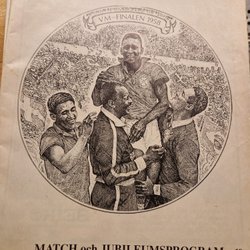 VM-FINALEN 1958
MATCH och JUBILEUMSPROGRAM